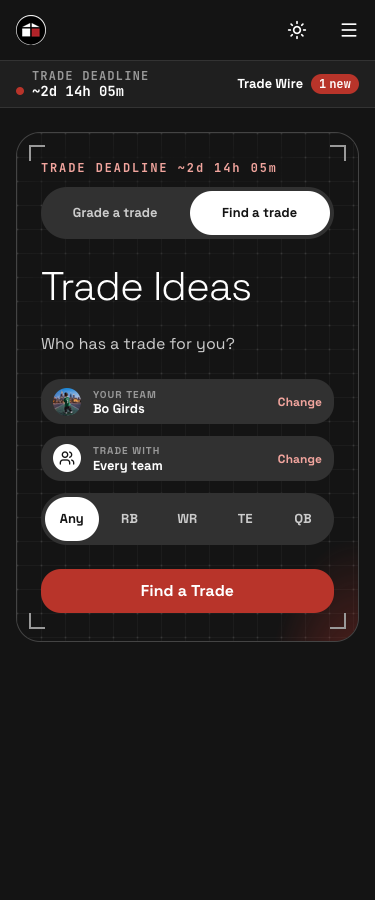 TRADE DEADLINE
~2d 14h 05m
Trade Wire
1 new
TRADE DEADLINE ~2d 14h 05m
Grade a trade
Find a trade
Trade Ideas
Who has a trade for you?
YOUR TEAM
Bo Girds
Change
TRADE WITH
Every team
Change
Any
RB
WR
TE
QB
Find a Trade